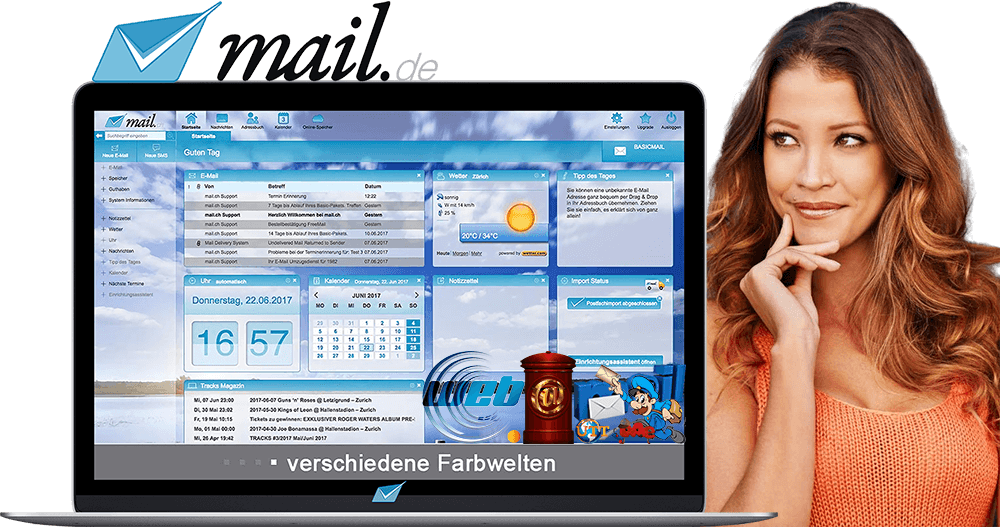 mail.de
mail.
Startseite
Nachrichten
Adressbuch
Kalender
Online-Speicher
Einstellungen
Upgrade
Ausloggen
Suchbegriff eingeben
Startseite
Neue E-Mail
Neue SMS
Guten Tag
BASICMAIL
E-Mail
Speicher
Guthaben
System Informationen
Notizzettel
Wetter
Uhr
Nachrichten
Tipp des Tages
Kalender
Nächste Termine
Einrichtungsassistent
E-Mail
Von Betreff Datum
mail.ch Support Termin Erinnerung 12:22
mail.ch Support 7 Tage bis Ablauf Ihres Basic-Pakets. Treffen Gestern
mail.ch Support Herzlich Willkommen bei mail.ch Gestern
mail.ch Support Bestellbestätigung FreeMail Gestern
mail.ch Support 14 Tage bis Ablauf Ihres Basic-Pakets. 10.06.2017
Mail Delivery System Undelivered Mail Returned to Sender 08.06.2017
mail.ch Support Probleme bei der Terminerinnerung für: Test 3 07.06.2017
mail.ch Support Ihr E-Mail Umzugsdienst für 1982 07.06.2017
Wetter Zürich
sonnig
W mit 14 km/h
25 %
20°C / 34°C
Heute | Morgen | Mehr powered by wetter.com
Tipp des Tages
Sie können eine unbekannte E-Mail
Adresse ganz bequem per Drag & Drop
in Ihr Adressbuch übernehmen. Ziehen
Sie sie einfach, es erklärt sich von ganz
allein!
Uhr automatisch
Donnerstag, 22.06.2017
16 57
Kalender Donnerstag, 22. Jun 2017
JUNI 2017
MO DI MI DO FR SA SO
29 30 31 1 2 3 4
5 6 7 8 9 10 11
12 13 14 15 16 17 18
19 20 21 22 23 24 25
26 27 28 29 30 1 2
Notizzettel
Import Status
Postfachimport abgeschlossen
Einrichtungsassistent öffnen
Tracks Magazin
Mi, 07 Jun 23:00 2017-06-07 Guns 'n' Roses @ Letzigrund – Zurich
Di, 30 Mai 23:02 2017-05-30 Kings of Leon @ Hallenstadion – Zurich
Fr, 19 Mai 10:15 Tickets zu gewinnen: EXKLUSIVER ROGER WATERS ALBUM PRE-
Mo, 01 Mai 00:00 2017-04-30 Joe Bonamassa @ Hallenstadion – Zurich
Mi, 26 Apr 19:42 TRACKS #3/2017 Mai/Juni 2017
web
@
verschiedene Farbwelten